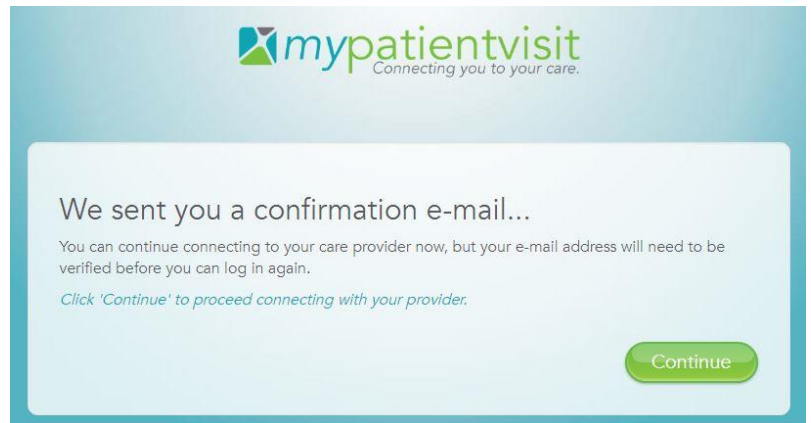 mypatientvisit
Connecting you to your care.
We sent you a confirmation e-mail...
You can continue connecting to your care provider now, but your e-mail address will need to be
verified before you can log in again.
Click 'Continue' to proceed connecting with your provider.
Continue